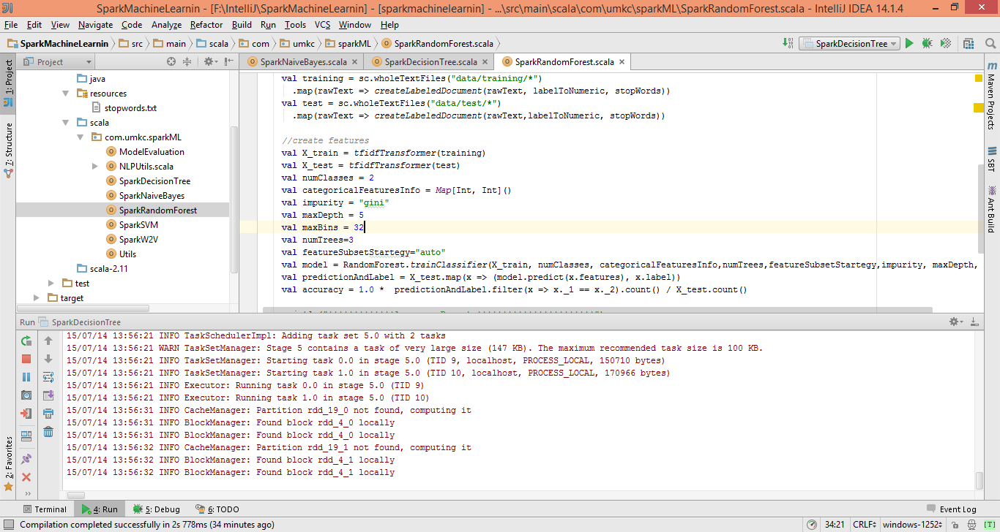 SparkMachineLearnin - [F:\IntelliJ\SparkMachineLearnin] - [sparkmachinelearnin] - ...\src\main\scala\com\umkc\sparkML\SparkRandomForest.scala - IntelliJ IDEA 14.1.4
File Edit View Navigate Code Analyze Refactor Build Run Tools VCS Window Help
SparkMachineLearnin src main scala com umkc sparkML SparkRandomForest.scala SparkDecisionTree
Project SparkNaiveBayes.scala SparkDecisionTree.scala SparkRandomForest.scala
1: Project
7: Structure
2: Favorites
java
resources
stopwords.txt
scala
com.umkc.sparkML
ModelEvaluation
NLPUtils.scala
SparkDecisionTree
SparkNaiveBayes
SparkRandomForest
SparkSVM
SparkW2V
Utils
scala-2.11
test
target
val training = sc.wholeTextFiles("data/training/*")
.map(rawText => createLabeledDocument(rawText, labelToNumeric, stopWords))
val test = sc.wholeTextFiles("data/test/*")
.map(rawText => createLabeledDocument(rawText,labelToNumeric, stopWords))
//create features
val X_train = tfidfTransformer(training)
val X_test = tfidfTransformer(test)
val numClasses = 2
val categoricalFeaturesInfo = Map[Int, Int]()
val impurity = "gini"
val maxDepth = 5
val maxBins = 32
val numTrees=3
val featureSubsetStartegy="auto"
val model = RandomForest.trainClassifier(X_train, numClasses, categoricalFeaturesInfo,numTrees,featureSubsetStartegy,impurity, maxDepth,
val predictionAndLabel = X_test.map(x => (model.predict(x.features), x.label))
val accuracy = 1.0 * predictionAndLabel.filter(x => x._1 == x._2).count() / X_test.count()
Maven Projects
SBT
Ant Build
Run SparkDecisionTree
15/07/14 13:56:21 INFO TaskSchedulerImpl: Adding task set 5.0 with 2 tasks
15/07/14 13:56:21 WARN TaskSetManager: Stage 5 contains a task of very large size (147 KB). The maximum recommended task size is 100 KB.
15/07/14 13:56:21 INFO TaskSetManager: Starting task 0.0 in stage 5.0 (TID 9, localhost, PROCESS_LOCAL, 150710 bytes)
15/07/14 13:56:21 INFO TaskSetManager: Starting task 1.0 in stage 5.0 (TID 10, localhost, PROCESS_LOCAL, 170966 bytes)
15/07/14 13:56:21 INFO Executor: Running task 0.0 in stage 5.0 (TID 9)
15/07/14 13:56:21 INFO Executor: Running task 1.0 in stage 5.0 (TID 10)
15/07/14 13:56:31 INFO CacheManager: Partition rdd_19_0 not found, computing it
15/07/14 13:56:31 INFO BlockManager: Found block rdd_4_0 locally
15/07/14 13:56:31 INFO BlockManager: Found block rdd_4_0 locally
15/07/14 13:56:32 INFO CacheManager: Partition rdd_19_1 not found, computing it
15/07/14 13:56:32 INFO BlockManager: Found block rdd_4_1 locally
15/07/14 13:56:32 INFO BlockManager: Found block rdd_4_1 locally
Terminal 4: Run 5: Debug 6: TODO Event Log
Compilation completed successfully in 2s 778ms (34 minutes ago) 34:21 CRLF windows-1252 [T]